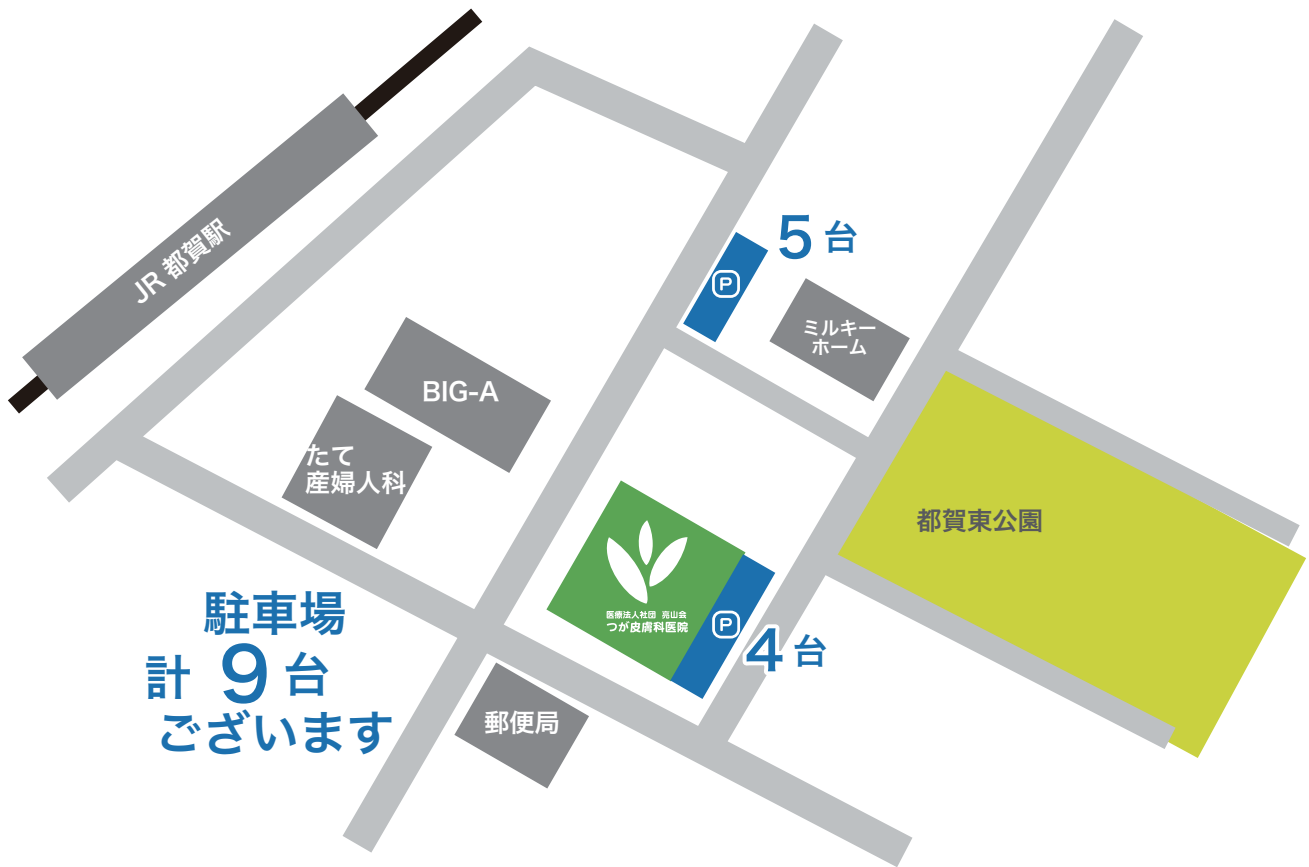 JR 都賀駅
5 台
P
ミルキー
ホーム
BIG-A
たて
産婦人科
都賀東公園
医療法人社団 亮山会
つが皮膚科医院
P
4 台
駐車場
計 9 台
ございます
郵便局